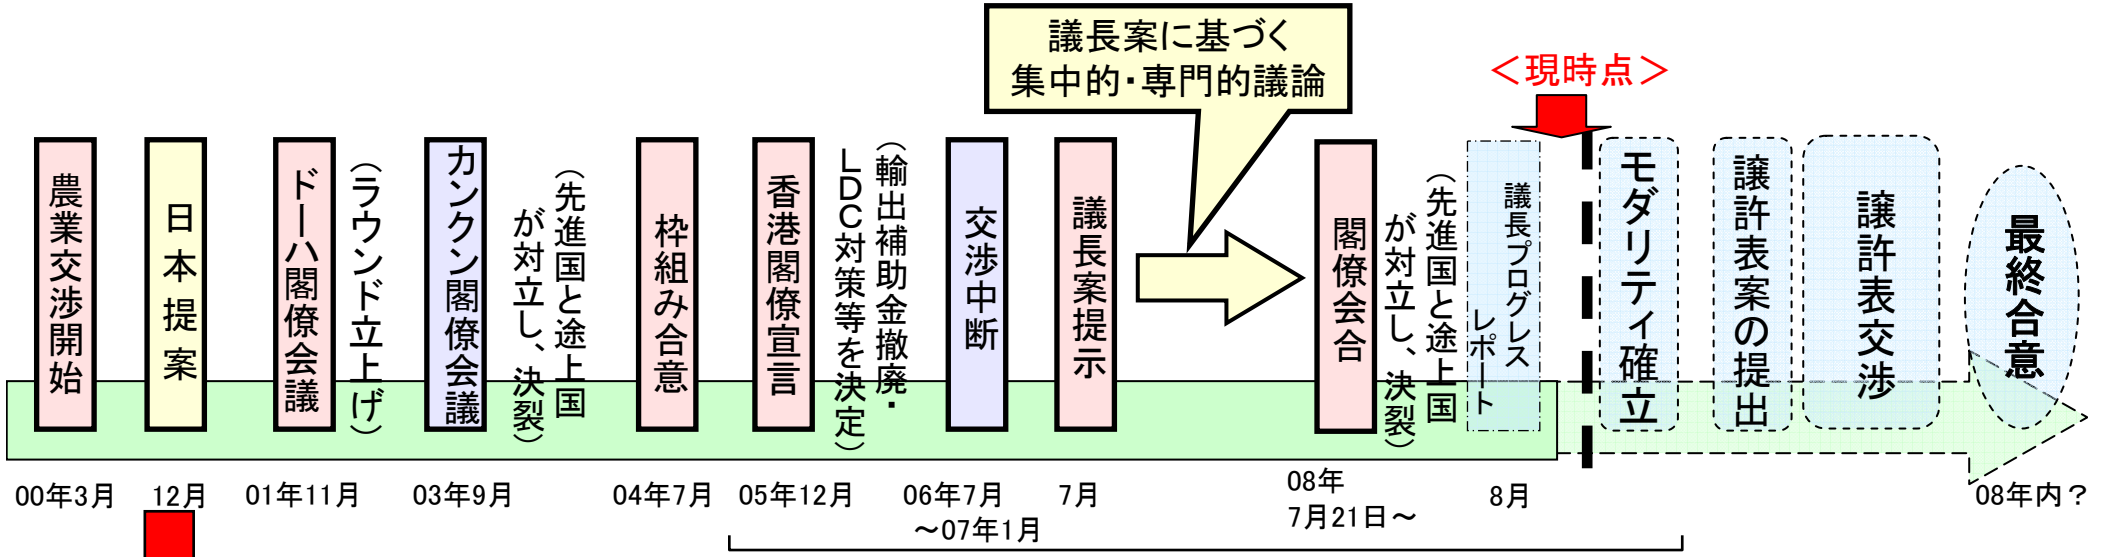 議長案に基づく
集中的・専門的議論
＜現時点＞
農業交渉開始
日本提案
ドーハ閣僚会議
（ラウンド立上げ）
カンクン閣僚会議
（先進国と途上国
が対立し、決裂）
枠組み合意
香港閣僚宣言
（輸出補助金撤廃・
ＬＤＣ対策等を決定）
交渉中断
議長案提示
閣僚会合
（先進国と途上国
が対立し、決裂）
議長プログレス
レポート
モダリティ確立
譲許表案の提出
譲許表交渉
最終合意
00年3月
12月
01年11月
03年9月
04年7月
05年12月
06年7月
～07年1月
7月
08年
7月21日～
8月
08年内？